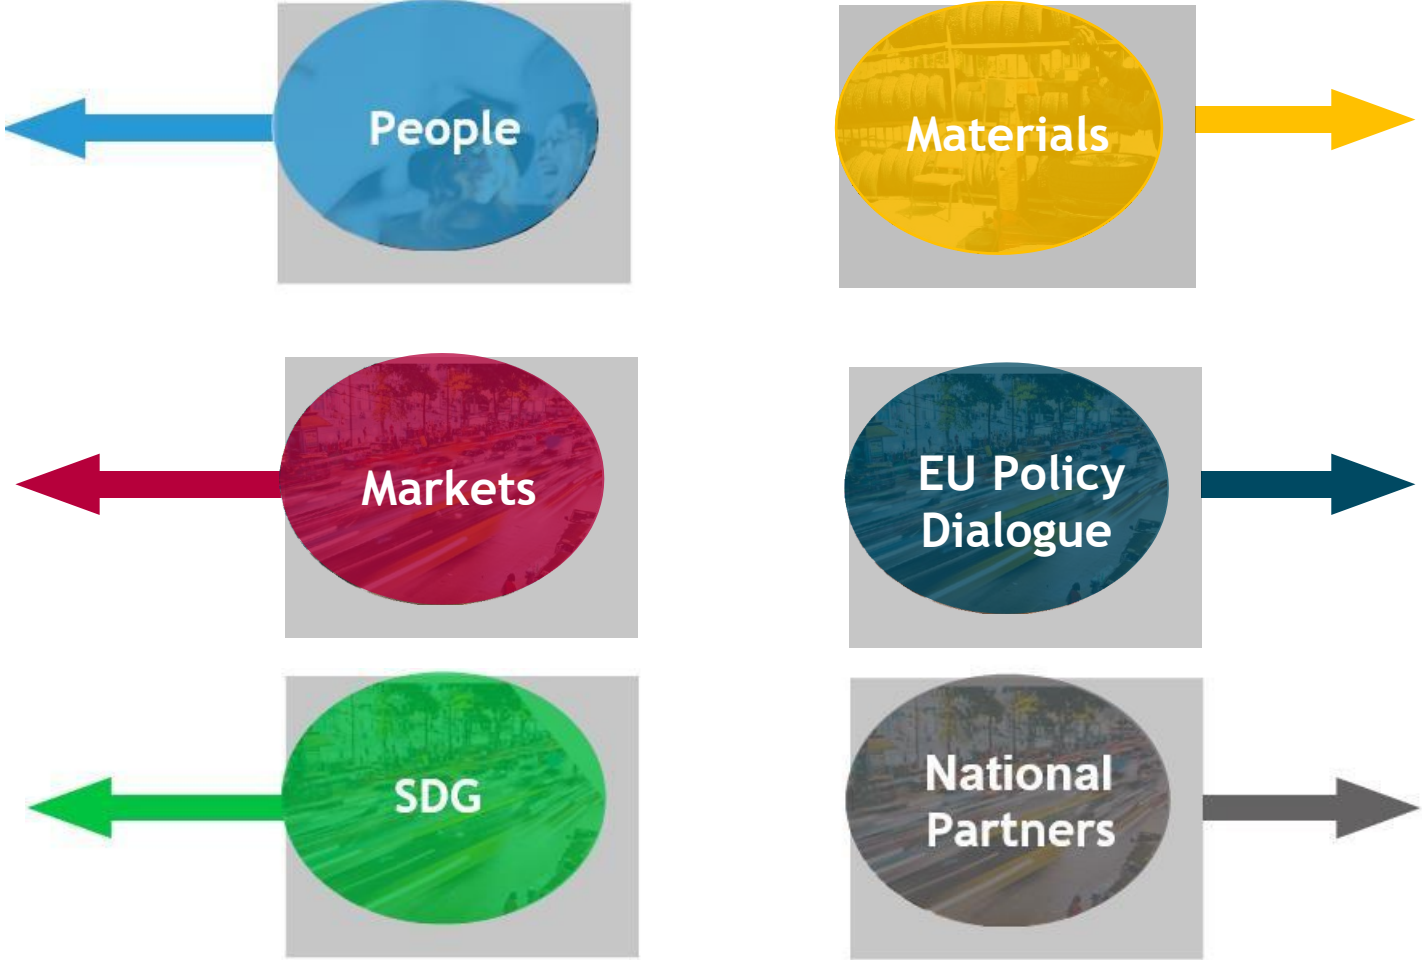 People
Materials
Markets
EU Policy
Dialogue
SDG
National
Partners